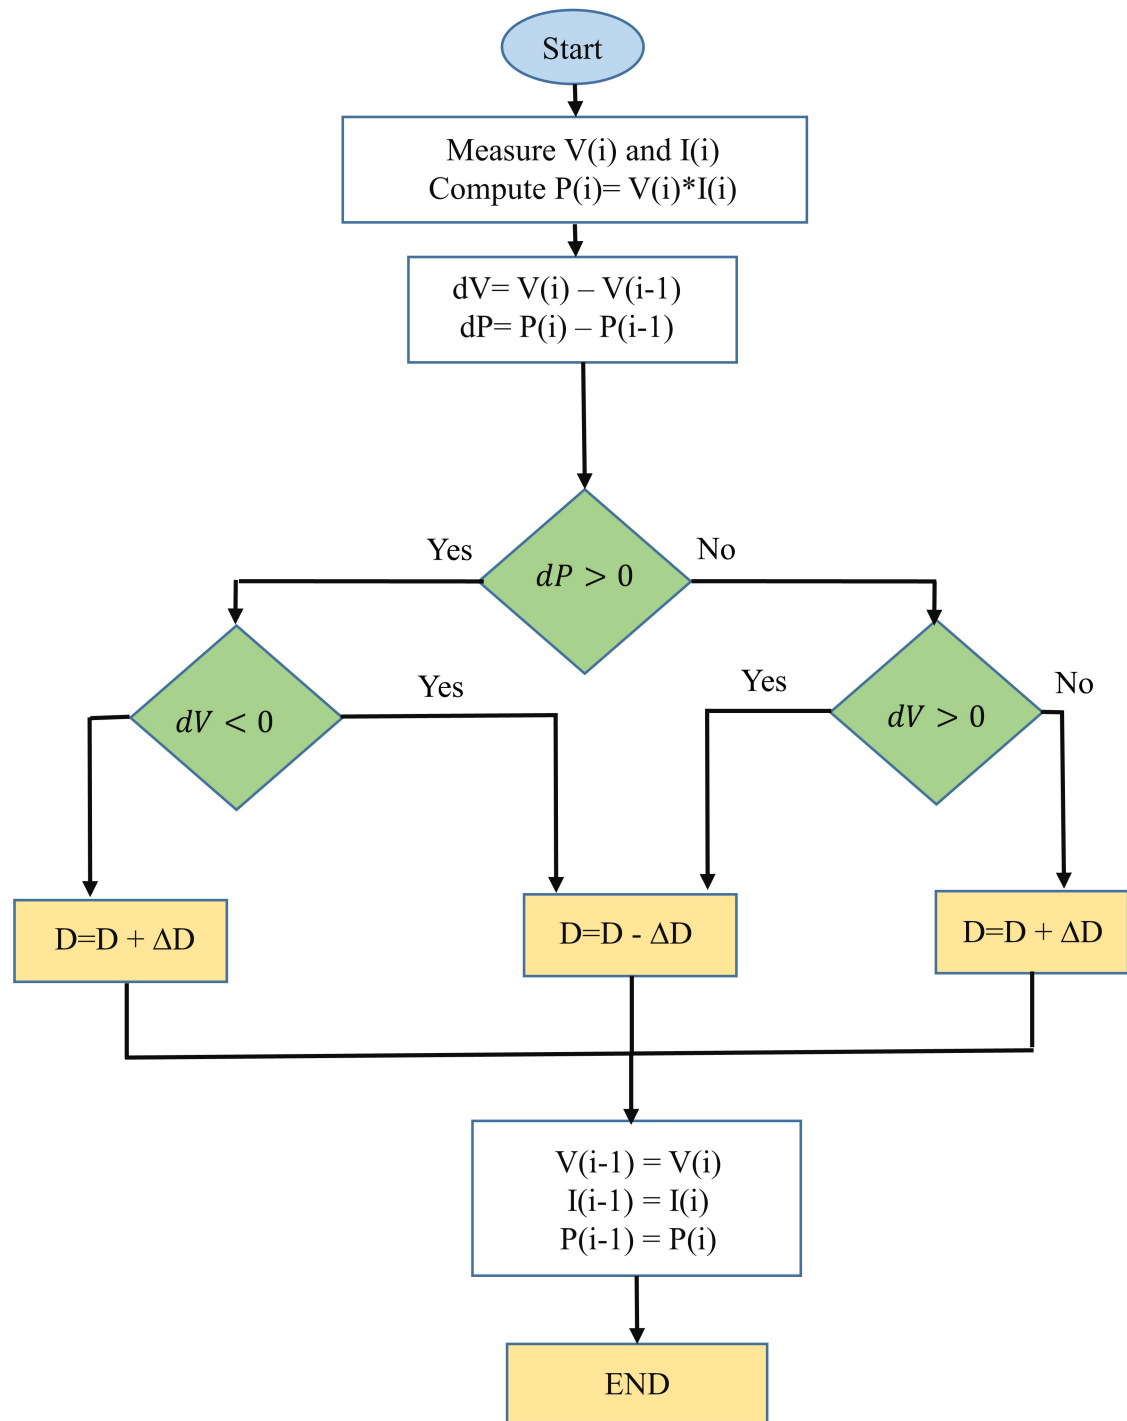 Start
Measure V(i) and I(i)
Compute P(i)= V(i)*I(i)
dV= V(i) – V(i-1)
dP= P(i) – P(i-1)
Yes
No
dP > 0
Yes
Yes
No
dV < 0
dV > 0
D=D + ΔD
D=D - ΔD
D=D + ΔD
V(i-1) = V(i)
I(i-1) = I(i)
P(i-1) = P(i)
END